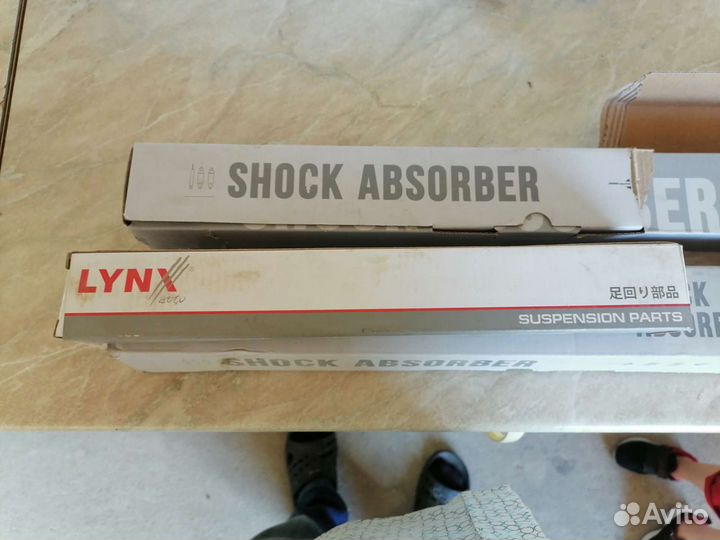 SHOCK ABSORBER
BER
LYNX
auto
足回り部品
SUSPENSION PARTS
SHOCK ABSORBER
Avito